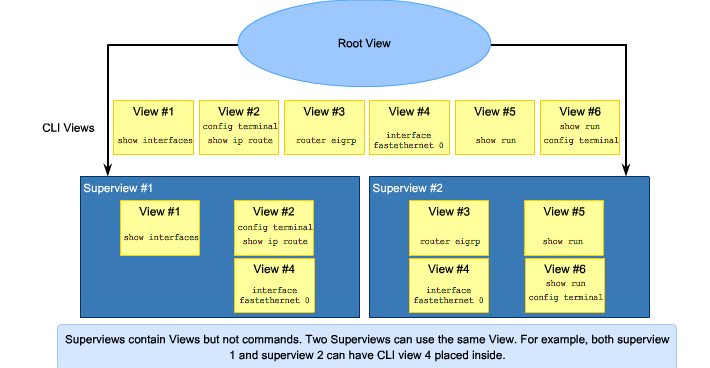 Root View
CLI Views
View #1
show interfaces
View #2
config terminal
show ip route
View #3
router eigrp
View #4
interface
fastethernet 0
View #5
show run
View #6
show run
config terminal
Superview #1
View #1
show interfaces
View #2
config terminal
show ip route
View #4
interface
fastethernet 0
Superview #2
View #3
router eigrp
View #5
show run
View #4
interface
fastethernet 0
View #6
show run
config terminal
Superviews contain Views but not commands. Two Superviews can use the same View. For example, both superview
1 and superview 2 can have CLI view 4 placed inside.